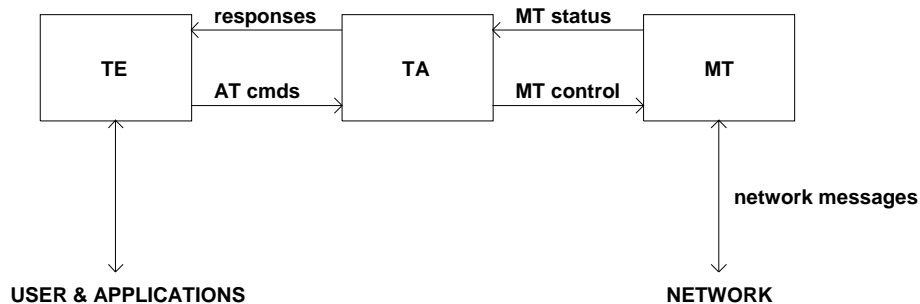 responses
MT status
TE
TA
MT
AT cmds
MT control
network messages
USER & APPLICATIONS
NETWORK